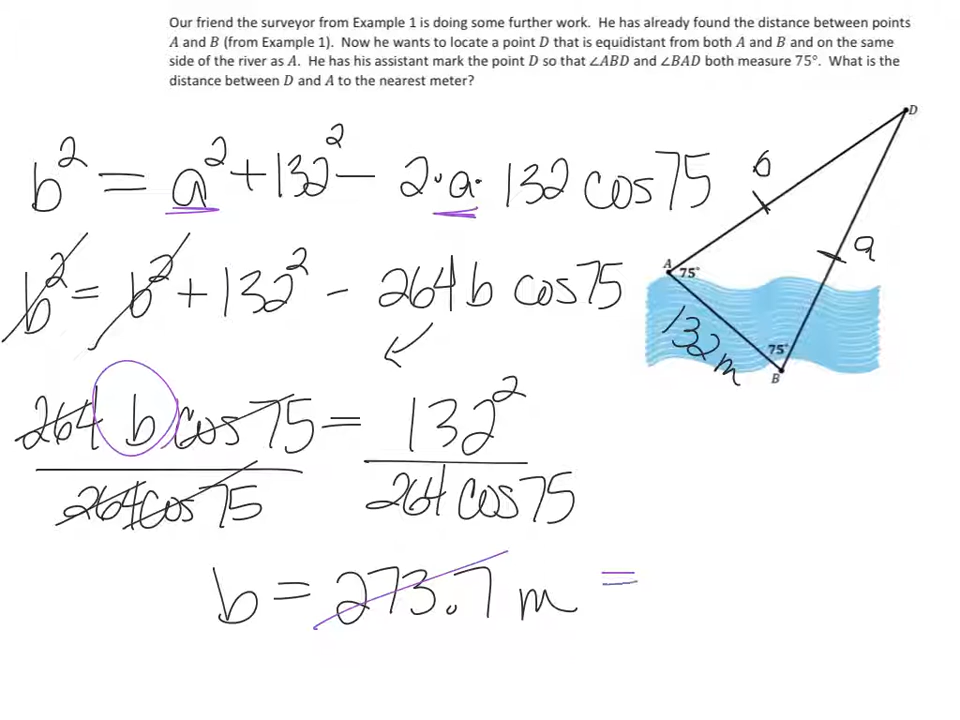 Our friend the surveyor from Example 1 is doing some further work. He has already found the distance between points
A and B (from Example 1). Now he wants to locate a point D that is equidistant from both A and B and on the same
side of the river as A. He has his assistant mark the point D so that ∠ABD and ∠BAD both measure 75°. What is the
distance between D and A to the nearest meter?
D
b² = a² + 132² - 2·a·132 cos75
b
a
b² = b² + 132² - 264b cos75
A
75°
132m
75°
B
264 b cos75 = 132²
264cos75 264 cos75
b = 273.7 m =